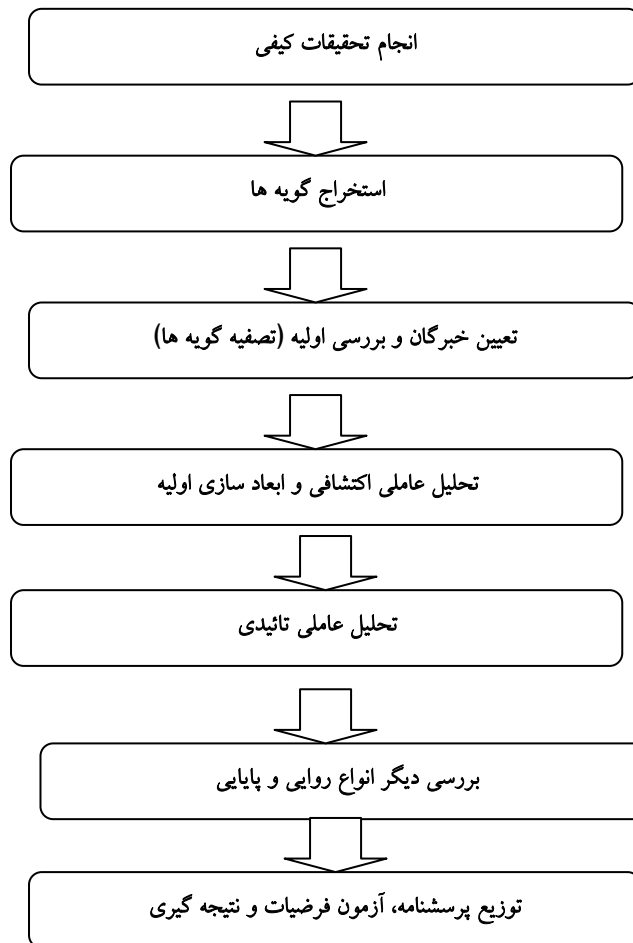 انجام تحقیقات کیفی
استخراج گویه ها
تعیین خبرگان و بررسی اولیه (تصفیه گویه ها)
تحلیل عاملی اکتشافی و ابعاد سازی اولیه
تحلیل عاملی تائیدی
بررسی دیگر انواع روایی و پایایی
توزیع پرسشنامه، آزمون فرضیات و نتیجه گیری